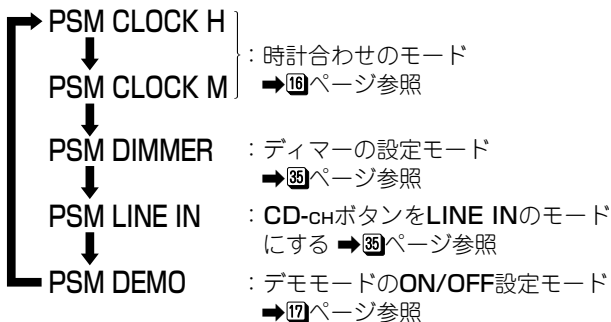 PSM CLOCK H
：時計合わせのモード
PSM CLOCK M
➡16ページ参照
PSM DIMMER ：ディマーの設定モード
➡35ページ参照
PSM LINE IN ：CD-CHボタンをLINE INのモード
にする ➡35ページ参照
PSM DEMO ：デモモードのON/OFF設定モード
➡17ページ参照